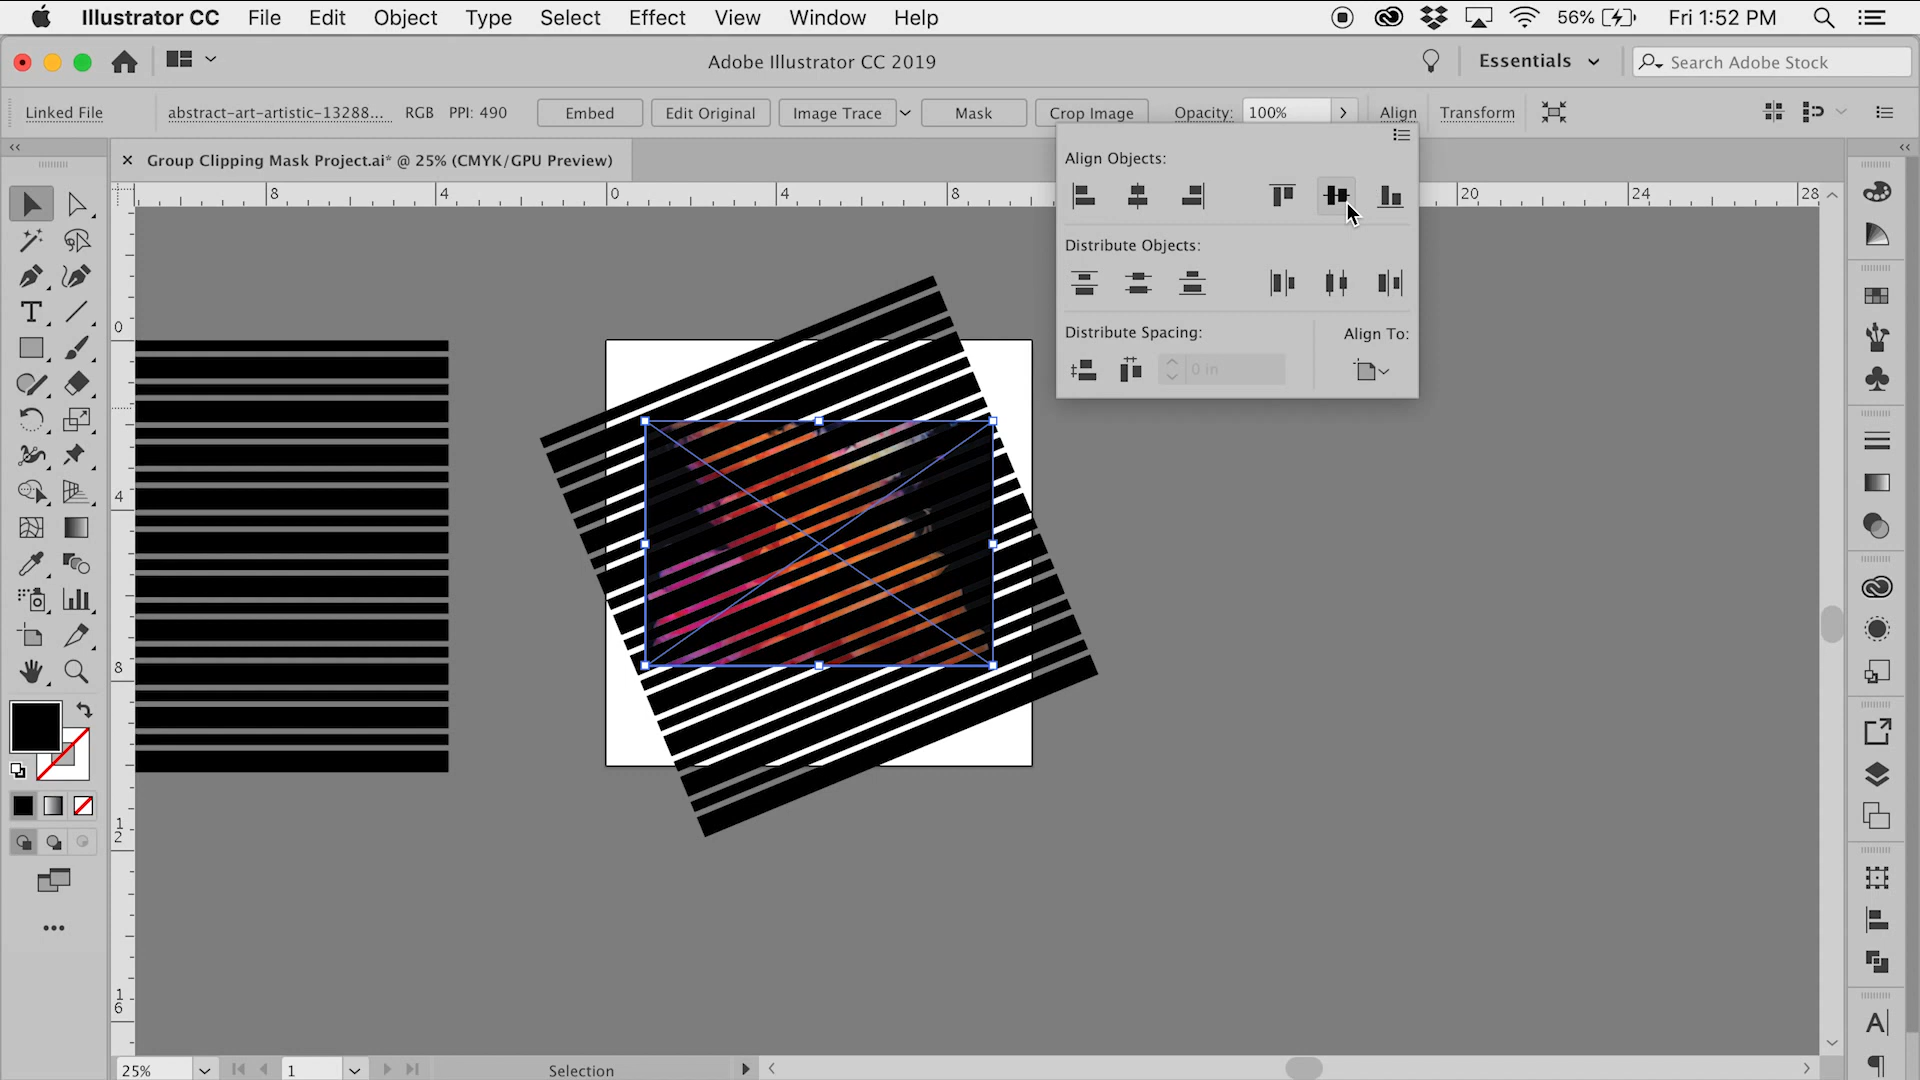 Illustrator CC File Edit Object Type Select Effect View Window Help 56% Fri 1:52 PM
Adobe Illustrator CC 2019 Essentials Search Adobe Stock
Linked File abstract-art-artistic-13288... RGB PPI: 490 Embed Edit Original Image Trace Mask Crop Image Opacity: 100% Align Transform
Group Clipping Mask Project.ai* @ 25% (CMYK/GPU Preview)
Align Objects:
8 4 0 4 8 20 24 28
Distribute Objects:
0
Distribute Spacing: Align To:
0 in
4
8
12
16
25% 1 Selection